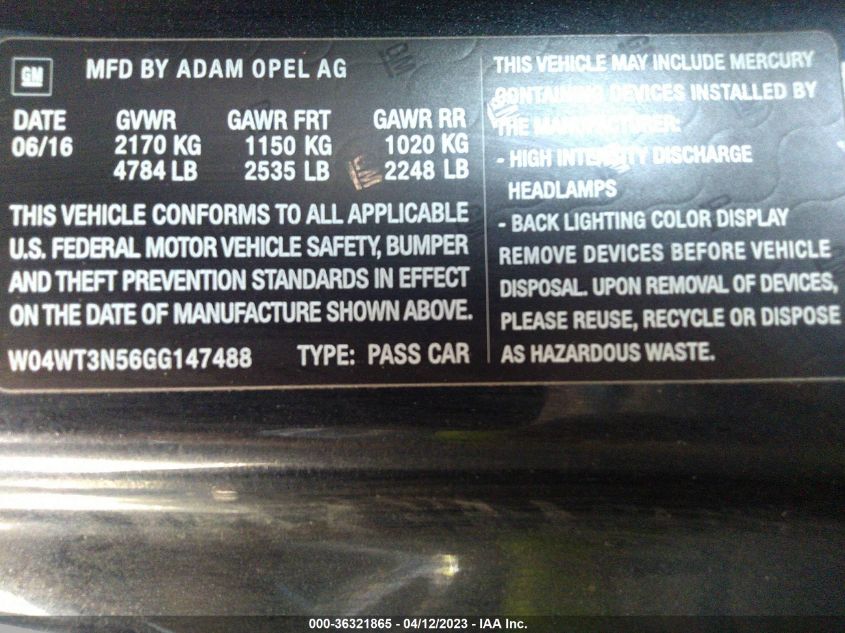 GM
MFD BY ADAM OPEL AG
DATE GVWR GAWR FRT GAWR RR
06/16 2170 KG 1150 KG 1020 KG
4784 LB 2535 LB 2248 LB
THIS VEHICLE CONFORMS TO ALL APPLICABLE
U.S. FEDERAL MOTOR VEHICLE SAFETY, BUMPER
AND THEFT PREVENTION STANDARDS IN EFFECT
ON THE DATE OF MANUFACTURE SHOWN ABOVE.
W04WT3N56GG147488 TYPE: PASS CAR
THIS VEHICLE MAY INCLUDE MERCURY
CONTAINING DEVICES INSTALLED BY
THE MANUFACTURER:
- HIGH INTENSITY DISCHARGE
HEADLAMPS
- BACK LIGHTING COLOR DISPLAY
REMOVE DEVICES BEFORE VEHICLE
DISPOSAL. UPON REMOVAL OF DEVICES,
PLEASE REUSE, RECYCLE OR DISPOSE
AS HAZARDOUS WASTE.
GM
GM
GM
000-36321865 - 04/12/2023 - IAA Inc.